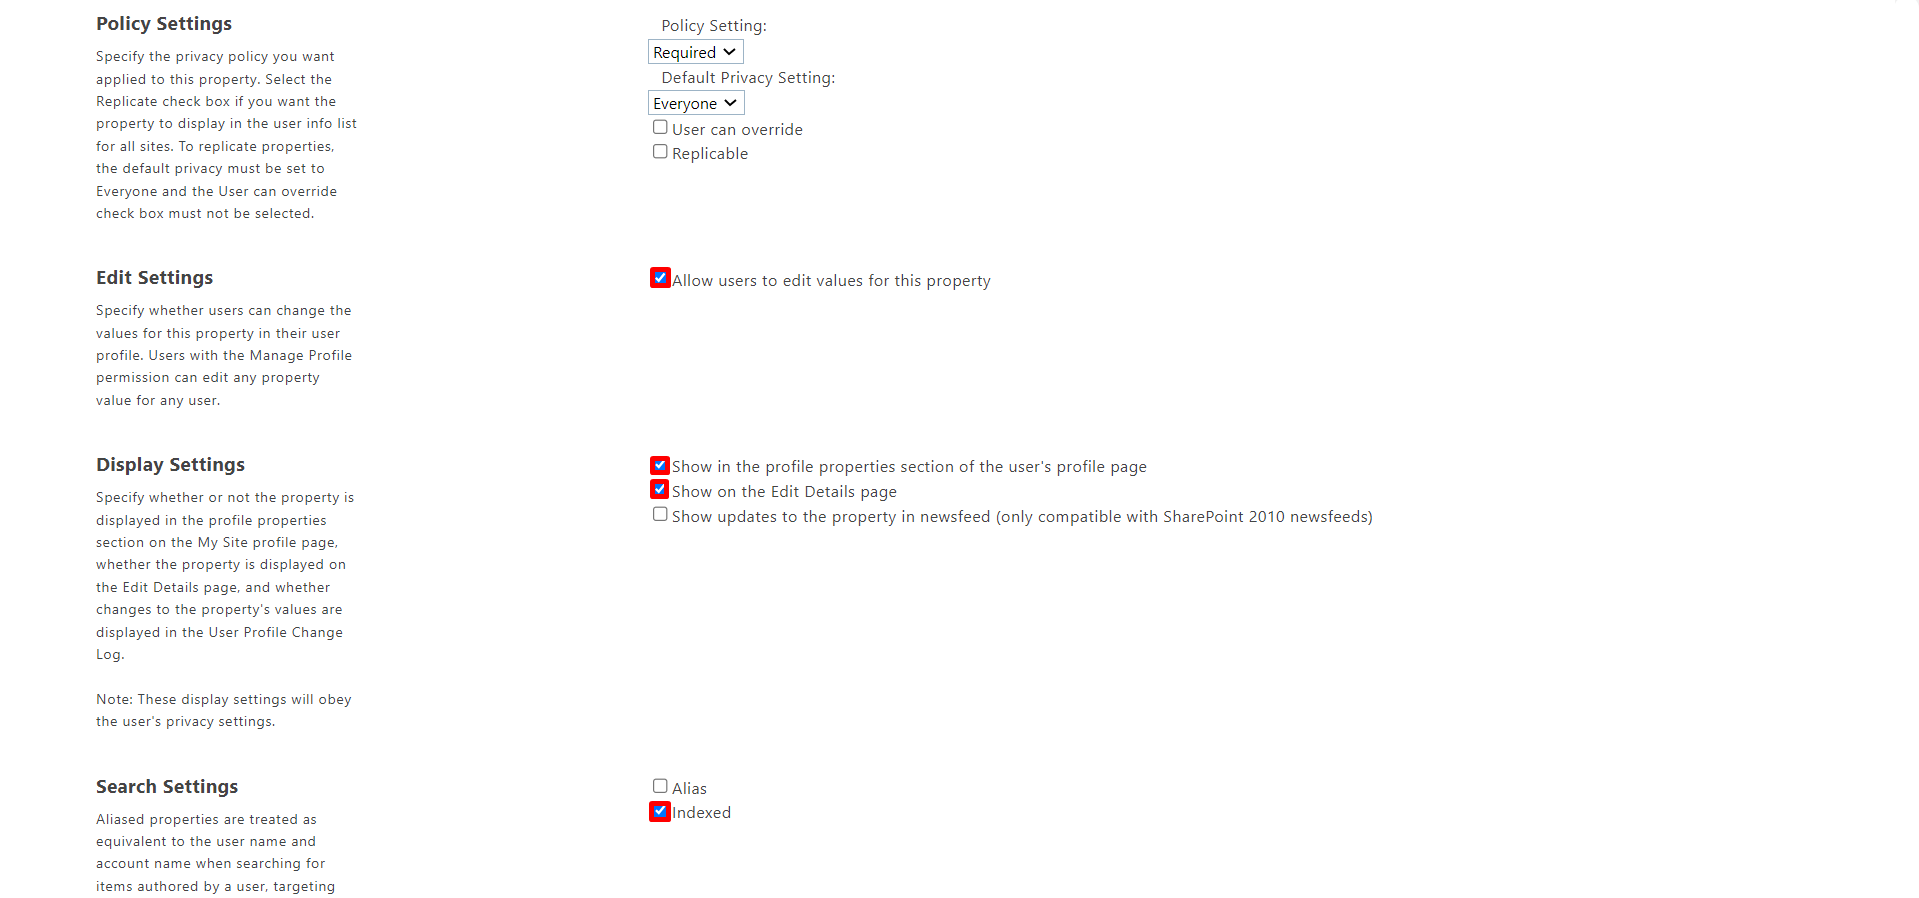 Policy Settings
Specify the privacy policy you want
applied to this property. Select the
Replicate check box if you want the
property to display in the user info list
for all sites. To replicate properties,
the default privacy must be set to
Everyone and the User can override
check box must not be selected.
Policy Setting:
Required
Default Privacy Setting:
Everyone
User can override
Replicable
Edit Settings
Specify whether users can change the
values for this property in their user
profile. Users with the Manage Profile
permission can edit any property
value for any user.
Allow users to edit values for this property
Display Settings
Specify whether or not the property is
displayed in the profile properties
section on the My Site profile page,
whether the property is displayed on
the Edit Details page, and whether
changes to the property's values are
displayed in the User Profile Change
Log.
Note: These display settings will obey
the user's privacy settings.
Show in the profile properties section of the user's profile page
Show on the Edit Details page
Show updates to the property in newsfeed (only compatible with SharePoint 2010 newsfeeds)
Search Settings
Aliased properties are treated as
equivalent to the user name and
account name when searching for
items authored by a user, targeting
Alias
Indexed